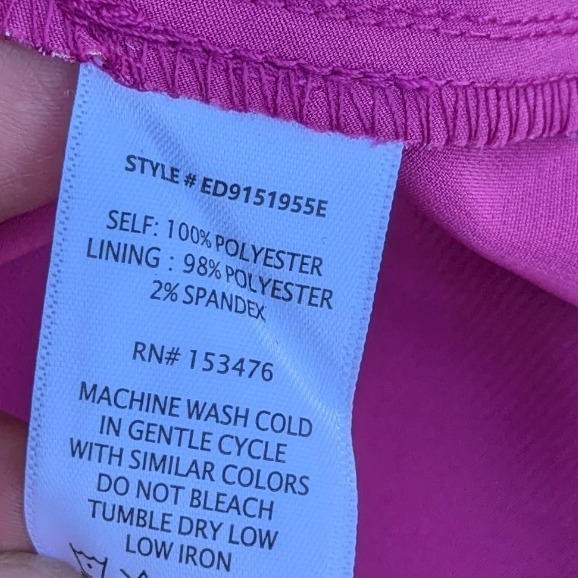 STYLE # ED9151955E
SELF: 100% POLYESTER
LINING : 98% POLYESTER
2% SPANDEX
RN# 153476
MACHINE WASH COLD
IN GENTLE CYCLE
WITH SIMILAR COLORS
DO NOT BLEACH
TUMBLE DRY LOW
LOW IRON